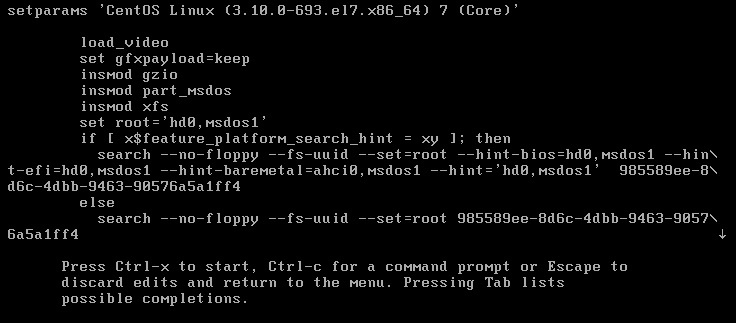 setparams 'CentOS Linux (3.10.0-693.el7.x86_64) 7 (Core)'
load_video
set gfxpayload=keep
insmod gzio
insmod part_msdos
insmod xfs
set root='hd0,msdos1'
if [ x$feature_platform_search_hint = xy ]; then
search --no-floppy --fs-uuid --set=root --hint-bios=hd0,msdos1 --hin\
t-efi=hd0,msdos1 --hint-baremetal=ahci0,msdos1 --hint='hd0,msdos1'  985589ee-8\
d6c-4dbb-9463-90576a5a1ff4
else
search --no-floppy --fs-uuid --set=root 985589ee-8d6c-4dbb-9463-9057\
6a5a1ff4 ↓
Press Ctrl-x to start, Ctrl-c for a command prompt or Escape to
discard edits and return to the menu. Pressing Tab lists
possible completions.